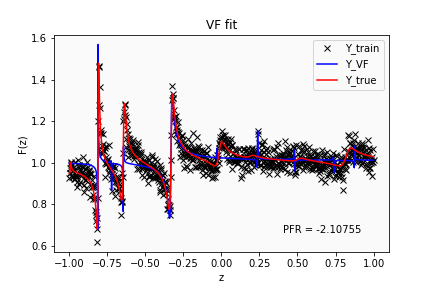 VF fit
1.6
1.4
1.2
1.0
0.8
0.6
F(z)
Y_train
Y_VF
Y_true
PFR = -2.10755
−1.00 −0.75 −0.50 −0.25 0.00 0.25 0.50 0.75 1.00
z